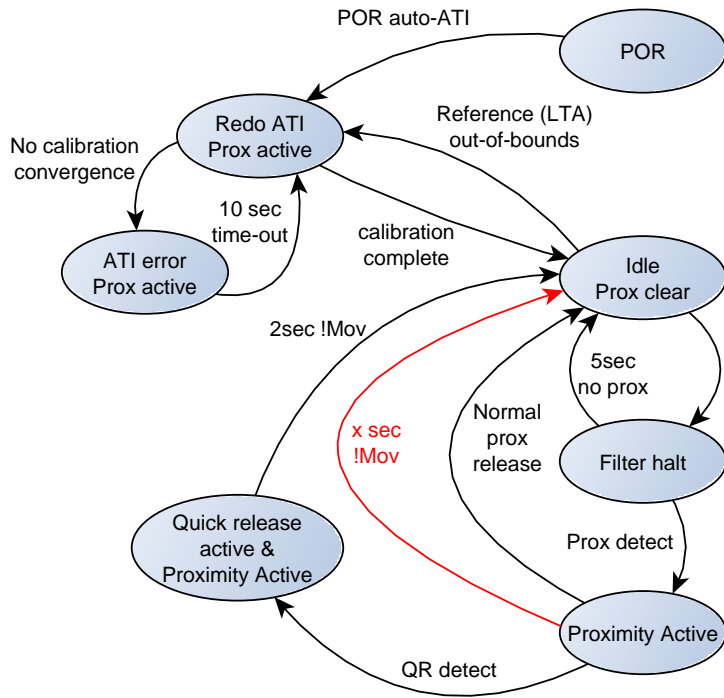 POR auto-ATI
POR
Redo ATI
Prox active
Reference (LTA)
out-of-bounds
No calibration
convergence
10 sec
time-out
calibration
complete
ATI error
Prox active
Idle
Prox clear
2sec !Mov
5sec
no prox
x sec
!Mov
Normal
prox
release
Filter halt
Quick release
active &
Proximity Active
Prox detect
Proximity Active
QR detect